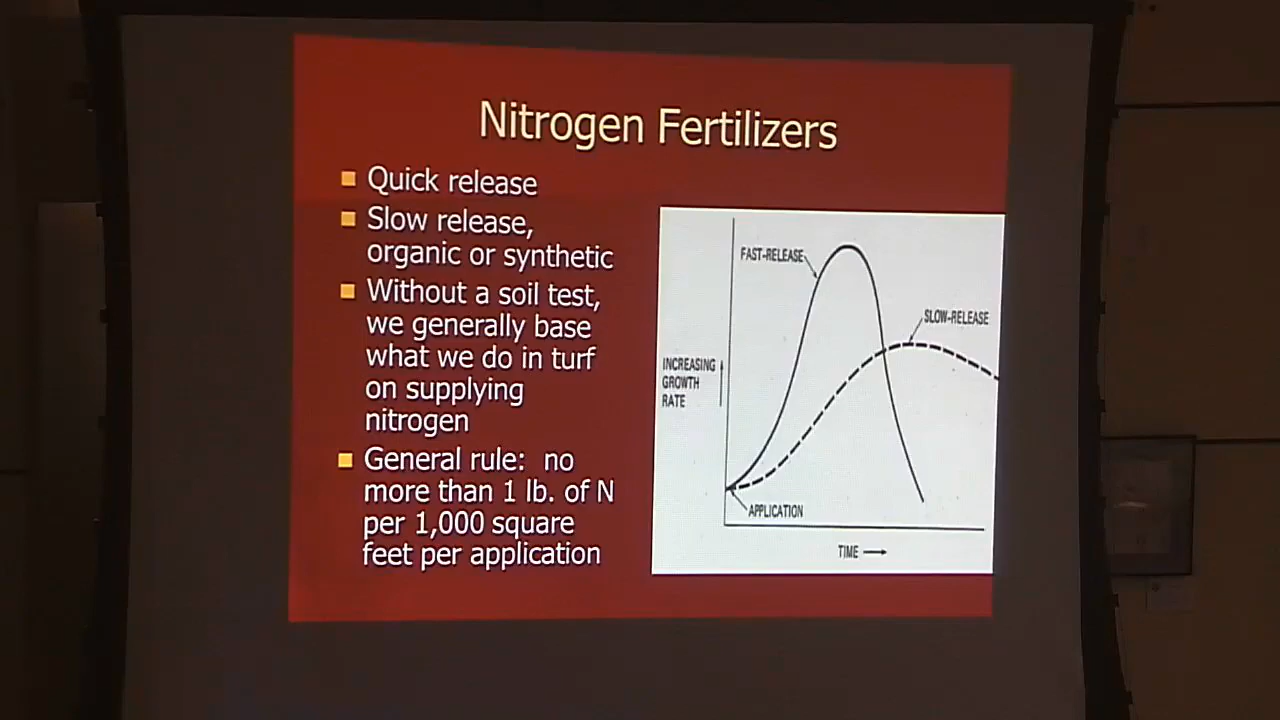 Nitrogen Fertilizers
Quick release
Slow release,
organic or synthetic
Without a soil test,
we generally base
what we do in turf
on supplying
nitrogen
General rule: no
more than 1 lb. of N
per 1,000 square
feet per application
FAST-RELEASE
SLOW-RELEASE
INCREASING
GROWTH
RATE
APPLICATION
TIME